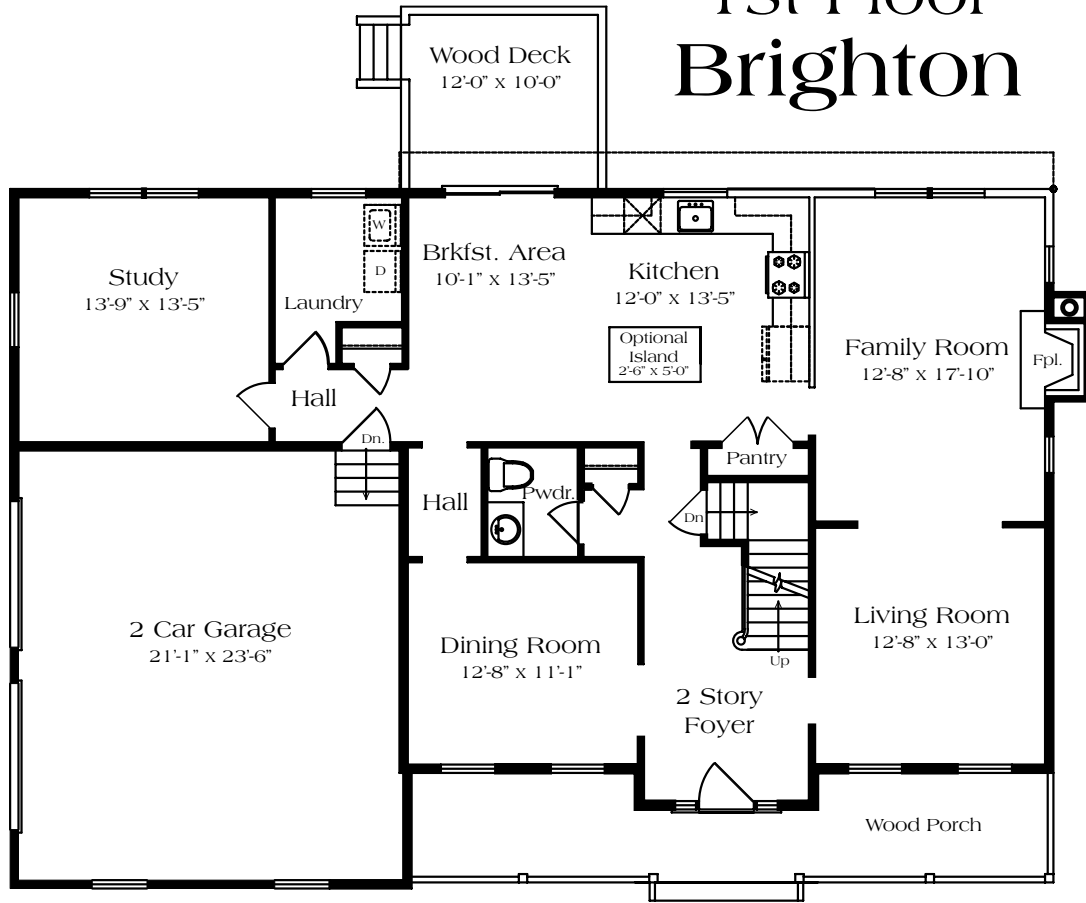 1st Floor
Brighton
Wood Deck
12'-0" X 10'-0"
W
D
Study
13'-9" X 13'-5"
Laundry
Brkfst. Area
10'-1" X 13'-5"
Kitchen
12'-0" X 13'-5"
Optional
Island
2'-6" X 5'-0"
Family Room
12'-8" X 17'-10"
Fpl.
Hall
Dn.
Pantry
Hall
Pwdr.
Dn
2 Car Garage
21'-1" X 23'-6"
Dining Room
12'-8" X 11'-1"
Living Room
12'-8" X 13'-0"
Up
2 Story
Foyer
Wood Porch